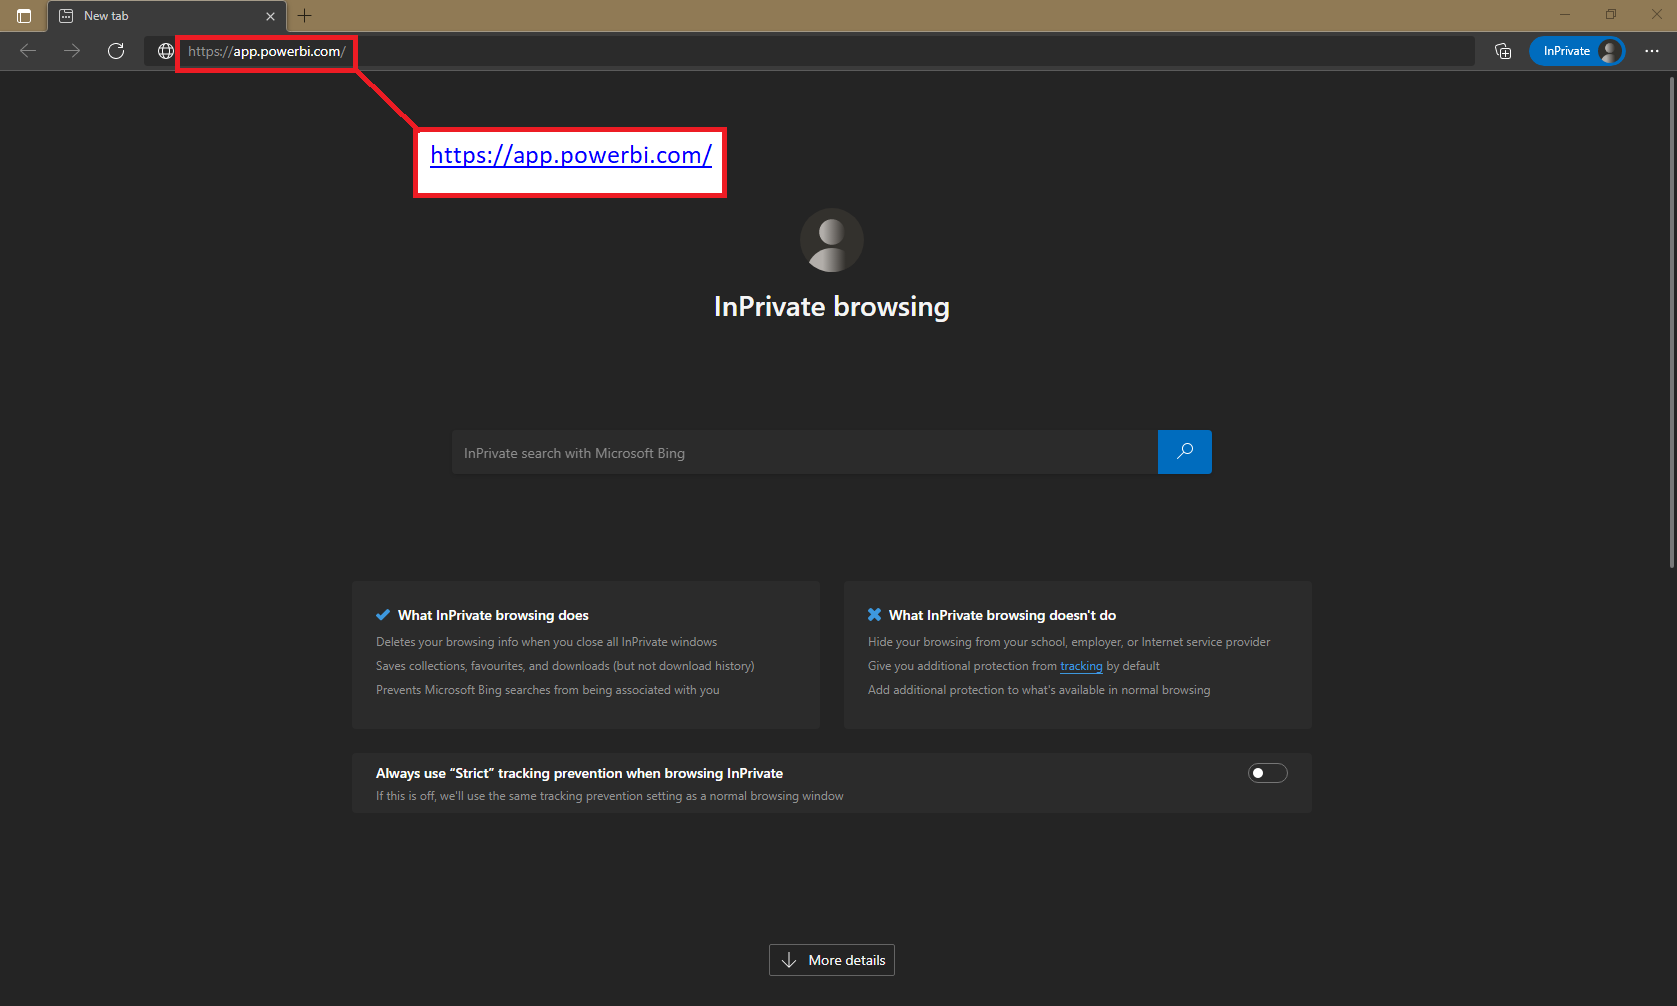 New tab
https://app.powerbi.com/
InPrivate
https://app.powerbi.com/
InPrivate browsing
InPrivate search with Microsoft Bing
What InPrivate browsing does
Deletes your browsing info when you close all InPrivate windows
Saves collections, favourites, and downloads (but not download history)
Prevents Microsoft Bing searches from being associated with you
What InPrivate browsing doesn't do
Hide your browsing from your school, employer, or Internet service provider
Give you additional protection from tracking by default
Add additional protection to what's available in normal browsing
Always use “Strict” tracking prevention when browsing InPrivate
If this is off, we'll use the same tracking prevention setting as a normal browsing window
More details